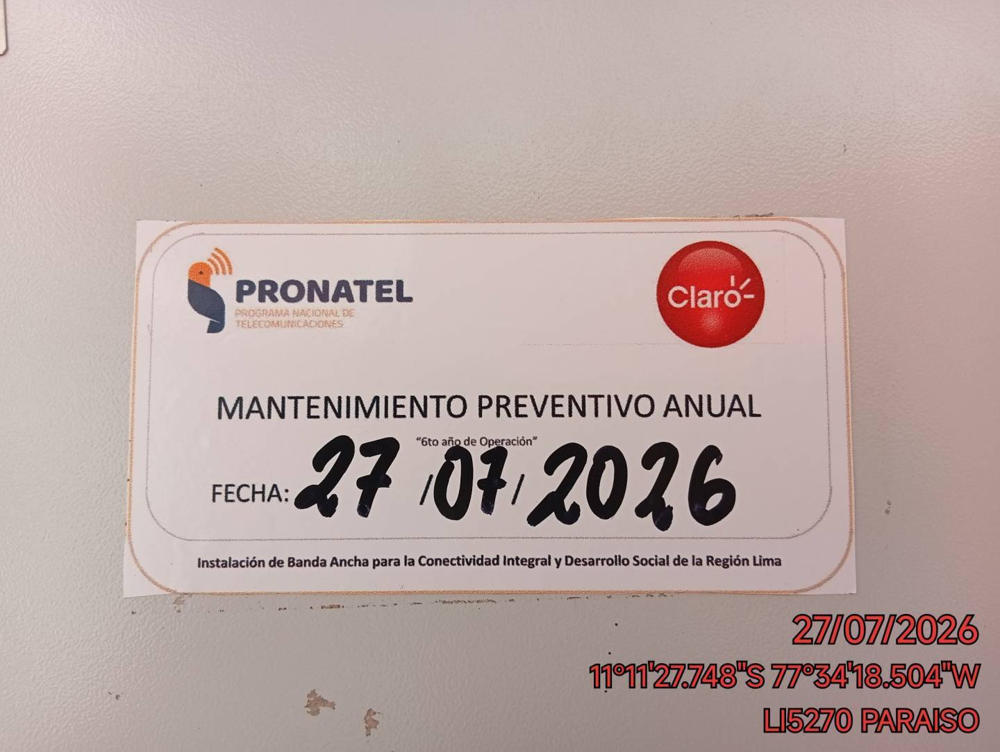 PRONATEL
PROGRAMA NACIONAL DE
TELECOMUNICACIONES
Claro
MANTENIMIENTO PREVENTIVO ANUAL
"6to año de Operación"
FECHA: 27/07/2026
Instalación de Banda Ancha para la Conectividad Integral y Desarrollo Social de la Región Lima
27/07/2026
11°11'27.748"S 77°34'18.504"W
LI5270 PARAISO